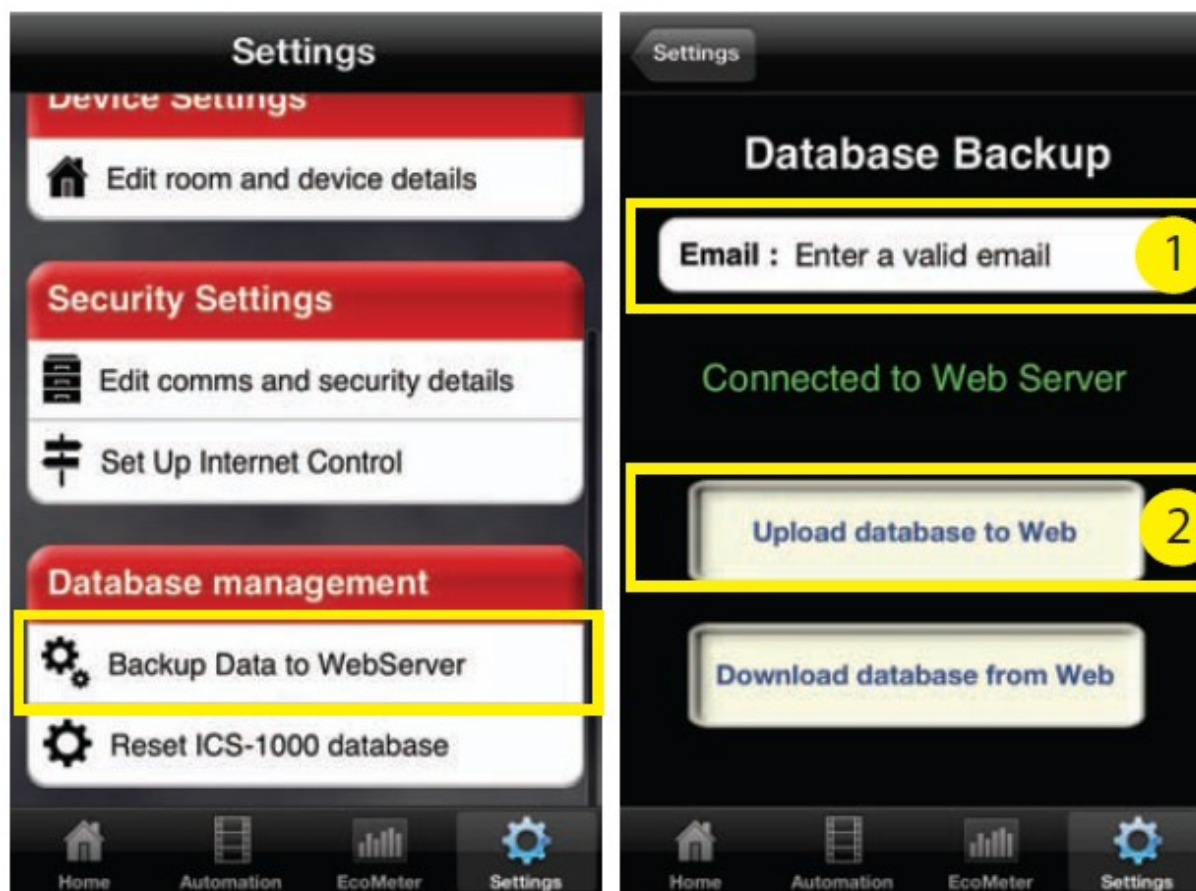 Settings
Device Settings
Edit room and device details
Security Settings
Edit comms and security details
Set Up Internet Control
Database management
Backup Data to WebServer
Reset ICS-1000 database
Home Automation EcoMeter Settings
Settings
Database Backup
Email : Enter a valid email 1
Connected to Web Server
Upload database to Web 2
Download database from Web
Home Automation EcoMeter Settings